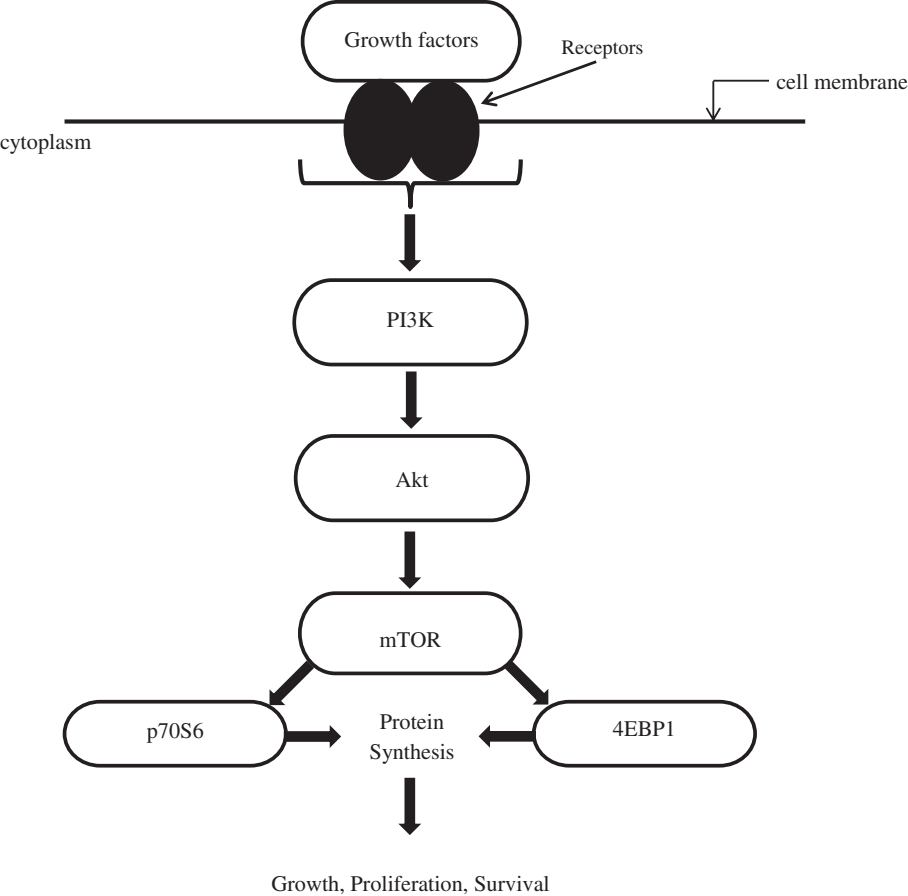 Growth factors
Receptors
cell membrane
cytoplasm
PI3K
Akt
mTOR
p70S6
Protein
Synthesis
4EBP1
Growth, Proliferation, Survival